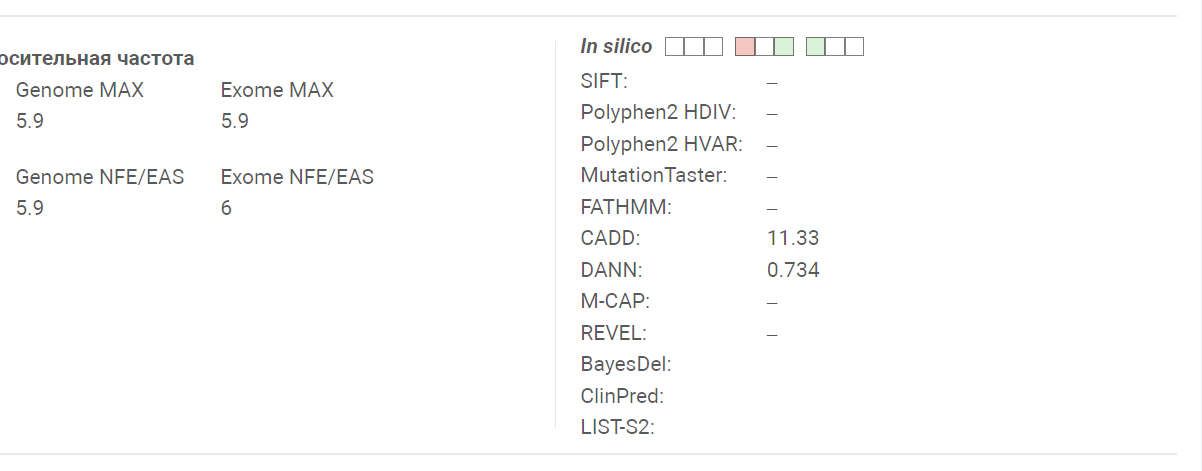 осительная частота
Genome MAX Exome MAX
5.9 5.9
Genome NFE/EAS Exome NFE/EAS
5.9 6
In silico
SIFT: –
Polyphen2 HDIV: –
Polyphen2 HVAR: –
MutationTaster: –
FATHMM: –
CADD: 11.33
DANN: 0.734
M-CAP: –
REVEL: –
BayesDel:
ClinPred:
LIST-S2: